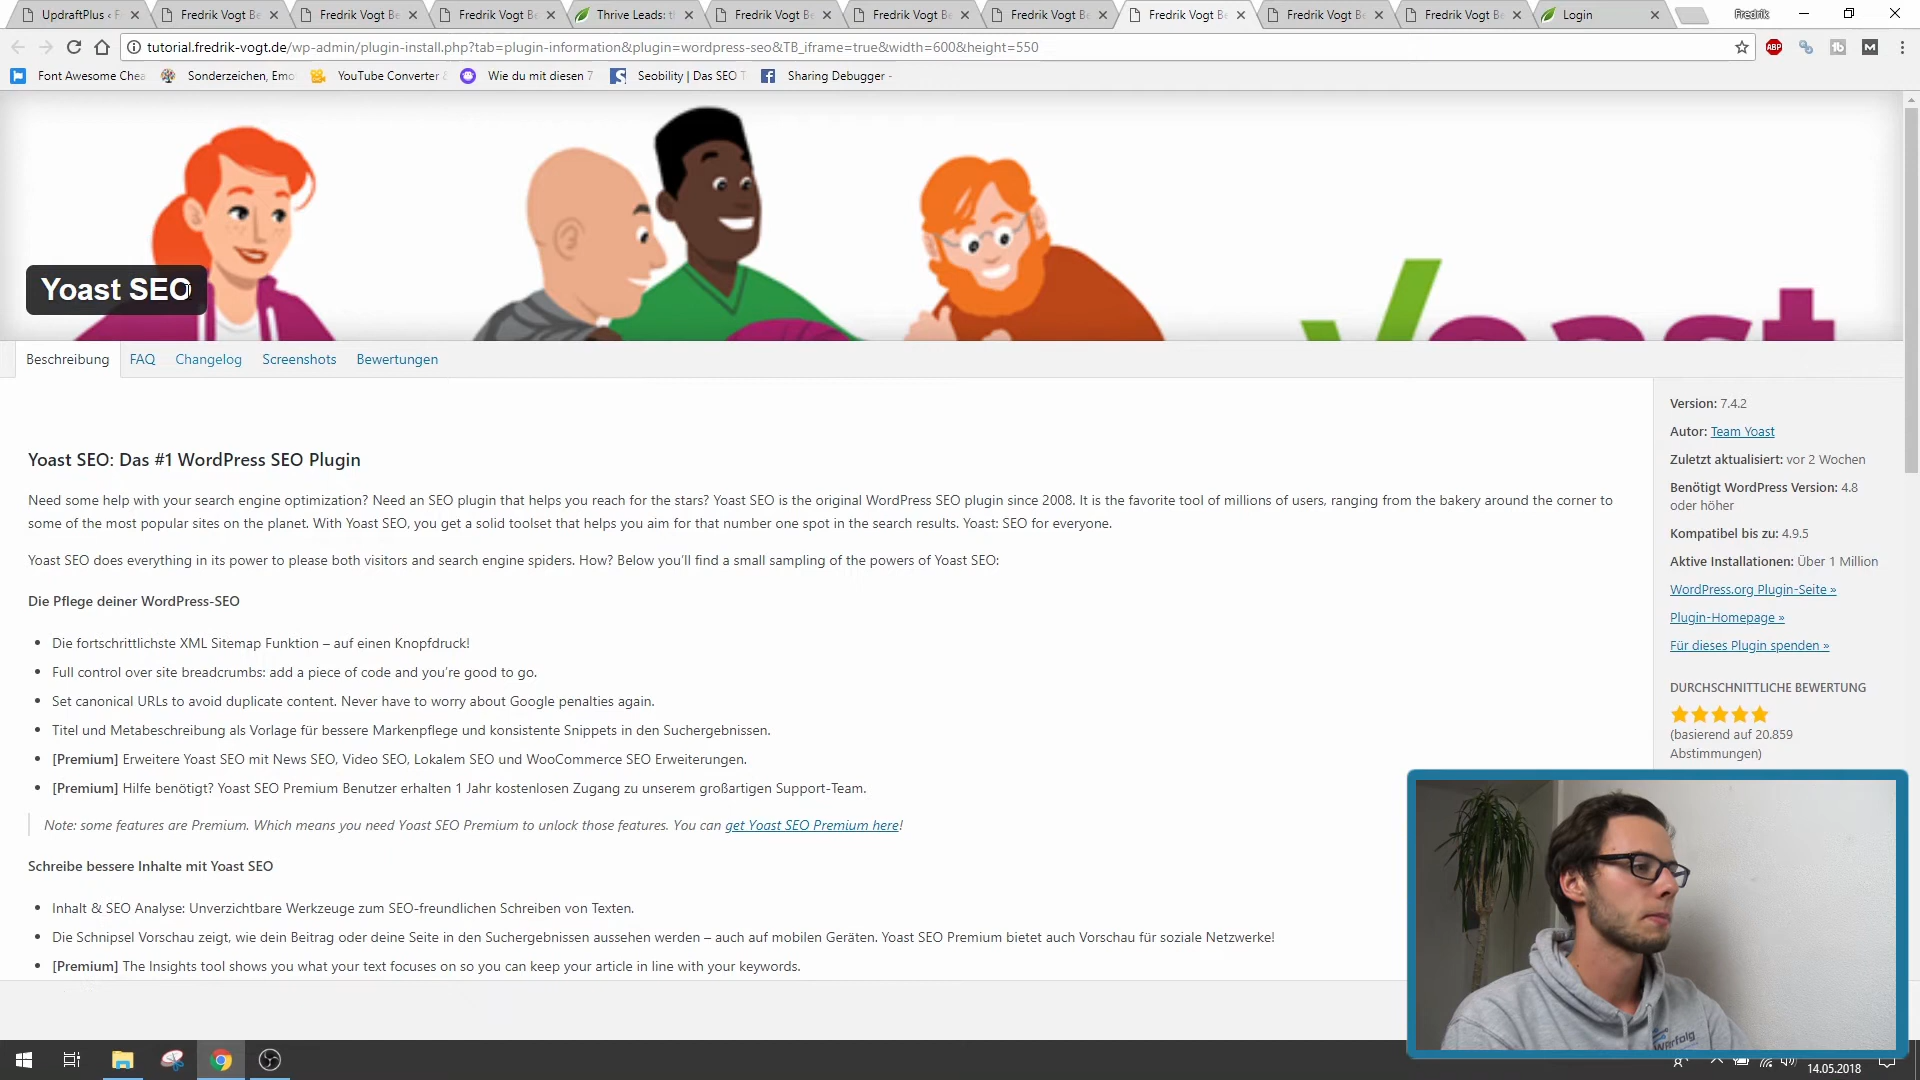 UpdraftPlus ‹ F
Fredrik Vogt Be
Fredrik Vogt Be
Fredrik Vogt Be
Thrive Leads: t
Fredrik Vogt Be
Fredrik Vogt Be
Fredrik Vogt Be
Fredrik Vogt Be
Fredrik Vogt Be
Fredrik Vogt Be
Login
Fredrik
tutorial.fredrik-vogt.de/wp-admin/plugin-install.php?tab=plugin-information&plugin=wordpress-seo&TB_iframe=true&width=600&height=550
ABP
Font Awesome Chea
Sonderzeichen, Emo
YouTube Converter
Wie du mit diesen 7
Seobility | Das SEO T
Sharing Debugger -
Yoast SEO
yoast
Beschreibung
FAQ
Changelog
Screenshots
Bewertungen
Yoast SEO: Das #1 WordPress SEO Plugin
Need some help with your search engine optimization? Need an SEO plugin that helps you reach for the stars? Yoast SEO is the original WordPress SEO plugin since 2008. It is the favorite tool of millions of users, ranging from the bakery around the corner to
some of the most popular sites on the planet. With Yoast SEO, you get a solid toolset that helps you aim for that number one spot in the search results. Yoast: SEO for everyone.
Yoast SEO does everything in its power to please both visitors and search engine spiders. How? Below you'll find a small sampling of the powers of Yoast SEO:
Die Pflege deiner WordPress-SEO
• Die fortschrittlichste XML Sitemap Funktion – auf einen Knopfdruck!
• Full control over site breadcrumbs: add a piece of code and you're good to go.
• Set canonical URLs to avoid duplicate content. Never have to worry about Google penalties again.
• Titel und Metabeschreibung als Vorlage für bessere Markenpflege und konsistente Snippets in den Suchergebnissen.
• [Premium] Erweitere Yoast SEO mit News SEO, Video SEO, Lokalem SEO und WooCommerce SEO Erweiterungen.
• [Premium] Hilfe benötigt? Yoast SEO Premium Benutzer erhalten 1 Jahr kostenlosen Zugang zu unserem großartigen Support-Team.
Note: some features are Premium. Which means you need Yoast SEO Premium to unlock those features. You can get Yoast SEO Premium here!
Schreibe bessere Inhalte mit Yoast SEO
• Inhalt & SEO Analyse: Unverzichtbare Werkzeuge zum SEO-freundlichen Schreiben von Texten.
• Die Schnipsel Vorschau zeigt, wie dein Beitrag oder deine Seite in den Suchergebnissen aussehen werden – auch auf mobilen Geräten. Yoast SEO Premium bietet auch Vorschau für soziale Netzwerke!
• [Premium] The Insights tool shows you what your text focuses on so you can keep your article in line with your keywords.
Version: 7.4.2
Autor: Team Yoast
Zuletzt aktualisiert: vor 2 Wochen
Benötigt WordPress Version: 4.8
oder höher
Kompatibel bis zu: 4.9.5
Aktive Installationen: Über 1 Million
WordPress.org Plugin-Seite »
Plugin-Homepage »
Für dieses Plugin spenden »
DURCHSCHNITTLICHE BEWERTUNG
(basierend auf 20.859
Abstimmungen)
14.05.2018